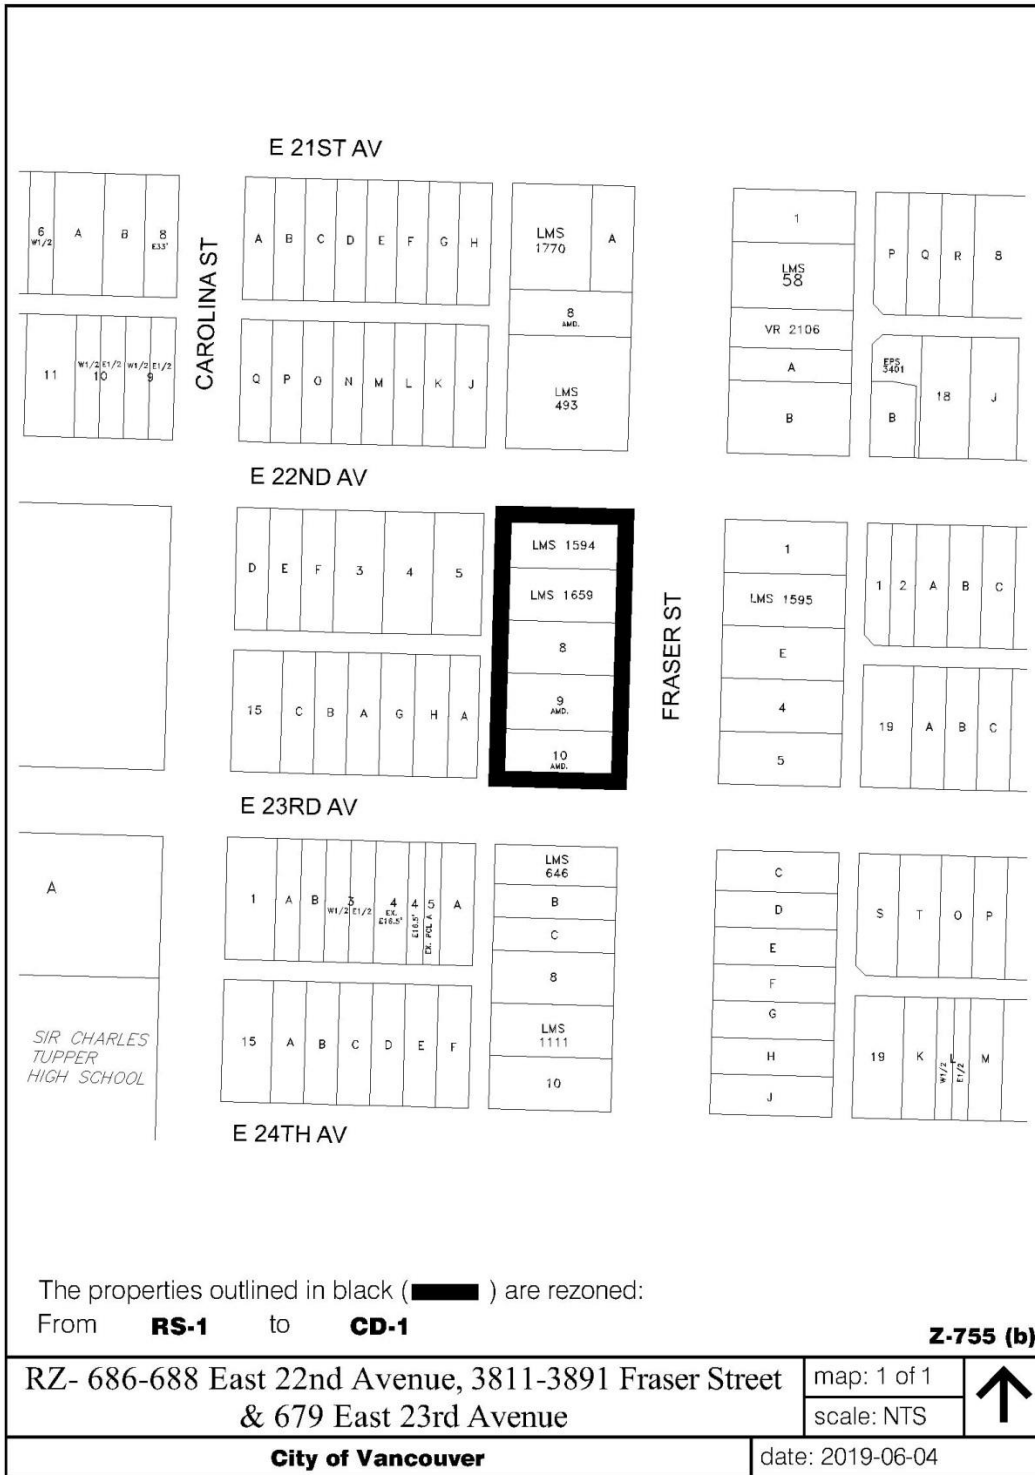 E 21ST AV
6
W1/2
A
B
8
E33'
CAROLINA ST
A B C D E F G H
LMS
1770
A
8
AMD.
1
LMS
58
VR 2106
P Q R 8
11
W1/2 E1/2 W1/2 E1/2
10 9
Q P O N M L K J
LMS
493
A
B
EPS
3401
B
18
J
E 22ND AV
D E F 3 4 5
LMS 1594
LMS 1659
8
9
AMD.
10
AMD.
FRASER ST
1
LMS 1595
E
4
5
1 2 A B C
15 C B A G H A
19 A B C
E 23RD AV
A
1 A B 3
W1/2 E1/2
4
EX.
E16.5'
4
E16.5'
5
EX. PCL A
A
LMS
646
B
C
8
LMS
1111
10
C
D
E
F
G
H
J
S T O P
SIR CHARLES
TUPPER
HIGH SCHOOL
15 A B C D E F
19 K L M
W1/2 E1/2
E 24TH AV
The properties outlined in black ( ) are rezoned:
From RS-1 to CD-1
Z-755 (b)
RZ- 686-688 East 22nd Avenue, 3811-3891 Fraser Street
& 679 East 23rd Avenue
map: 1 of 1
scale: NTS
City of Vancouver
date: 2019-06-04